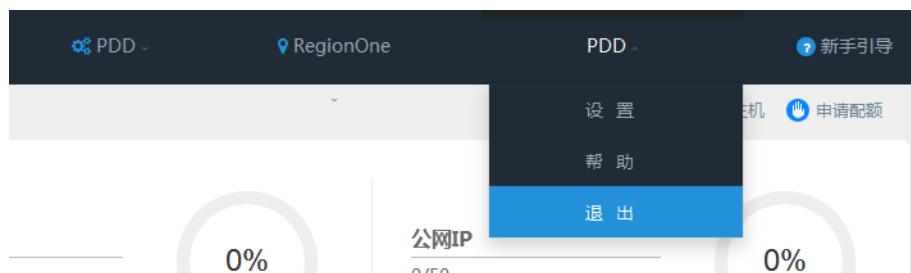 PDD
RegionOne
PDD
新手引导
设 置
机
申请配额
帮 助
退 出
公网IP
0%
0%